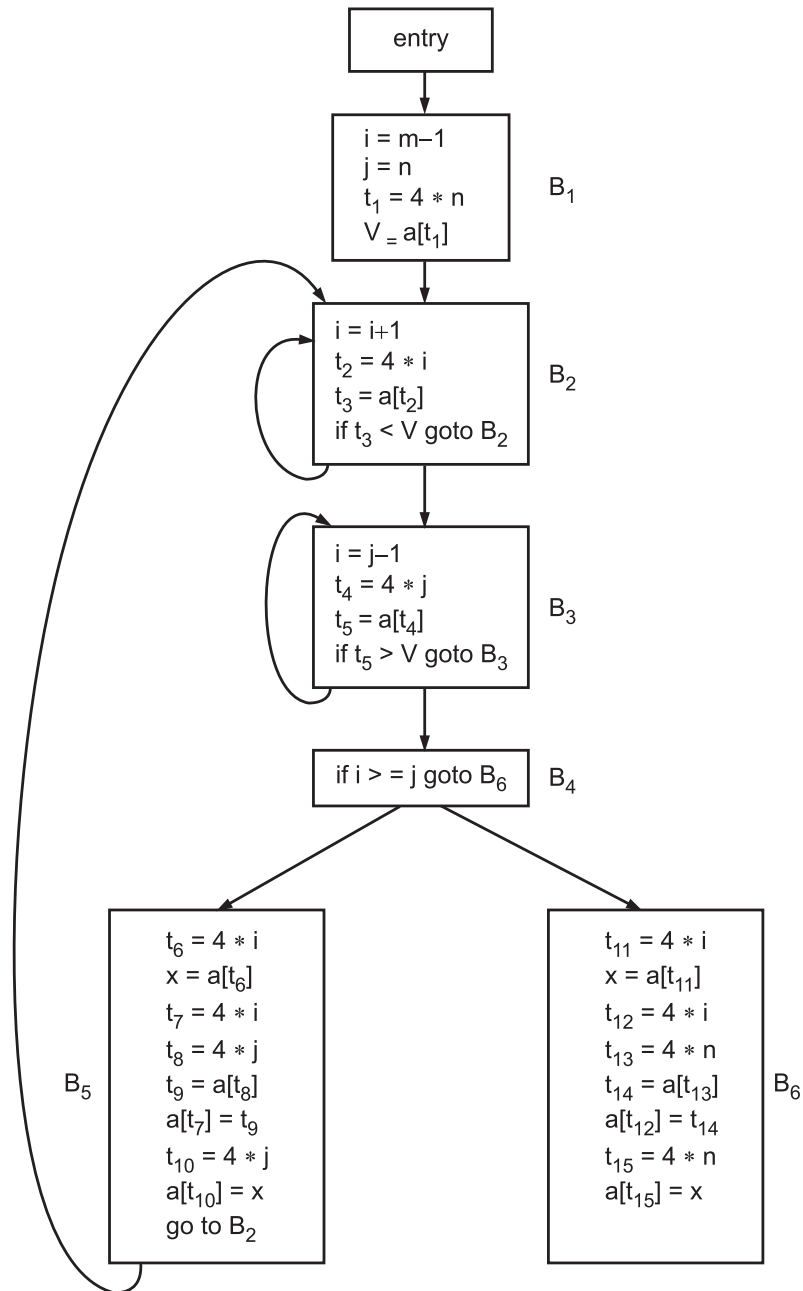 entry
i = m–1
j = n
t₁ = 4 * n
V = a[t₁]
B₁
i = i+1
t₂ = 4 * i
t₃ = a[t₂]
if t₃ < V goto B₂
B₂
i = j–1
t₄ = 4 * j
t₅ = a[t₄]
if t₅ > V goto B₃
B₃
if i > = j goto B₆
B₄
t₆ = 4 * i
x = a[t₆]
t₇ = 4 * i
t₈ = 4 * j
t₉ = a[t₈]
a[t₇] = t₉
t₁₀ = 4 * j
a[t₁₀] = x
go to B₂
B₅
t₁₁ = 4 * i
x = a[t₁₁]
t₁₂ = 4 * i
t₁₃ = 4 * n
t₁₄ = a[t₁₃]
a[t₁₂] = t₁₄
t₁₅ = 4 * n
a[t₁₅] = x
B₆